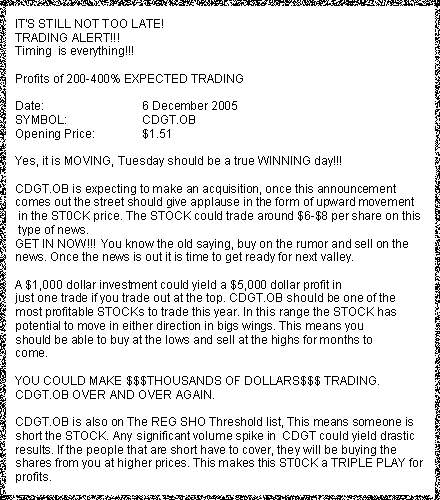 IT'S STILL NOT TOO LATE!
TRADING ALERT!!!
Timing is everything!!!
Profits of 200-400% EXPECTED TRADING
Date: 6 December 2005
SYMBOL: CDGT.OB
Opening Price: $1.51
Yes, it is MOVING, Tuesday should be a true WINNING day!!!
CDGT.OB is expecting to make an acquisition, once this announcement
comes out the street should give applause in the form of upward movement
in the ST0CK price. The STOCK could trade around $6-$8 per share on this
type of news.
GET IN NOW!!! You know the old saying, buy on the rumor and sell on the
news. Once the news is out it is time to get ready for next valley.
A $1,000 dollar investment could yield a $5,000 dollar profit in
just one trade if you trade out at the top. CDGT.OB should be one of the
most profitable STOCKs to trade this year. In this range the STOCK has
potential to move in either direction in bigs wings. This means you
should be able to buy at the lows and sell at the highs for months to
come.
YOU COULD MAKE $$$THOUSANDS OF DOLLARS$$$ TRADING.
CDGT.OB OVER AND OVER AGAIN.
CDGT.OB is also on The REG SHO Threshold list, This means someone is
short the STOCK. Any significant volume spike in CDGT could yield drastic
results. If the people that are short have to cover, they will be buying the
shares from you at higher prices. This makes this ST0CK a TRIPLE PLAY for
profits.